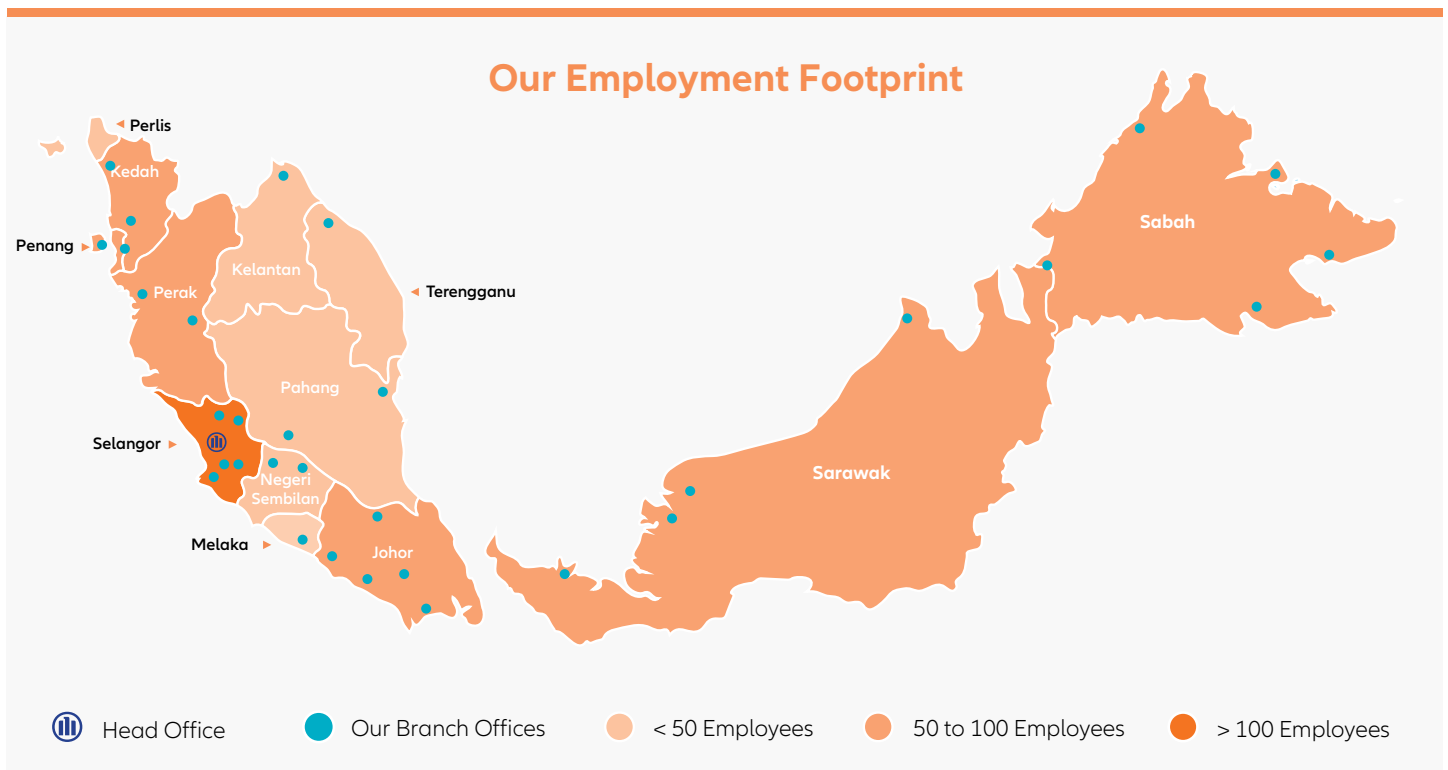 Our Employment Footprint
Perlis
Kedah
Penang
Perak
Kelantan
Terengganu
Pahang
Selangor
Negeri
Sembilan
Melaka
Johor
Sabah
Sarawak
Head Office
Our Branch Offices
< 50 Employees
50 to 100 Employees
> 100 Employees